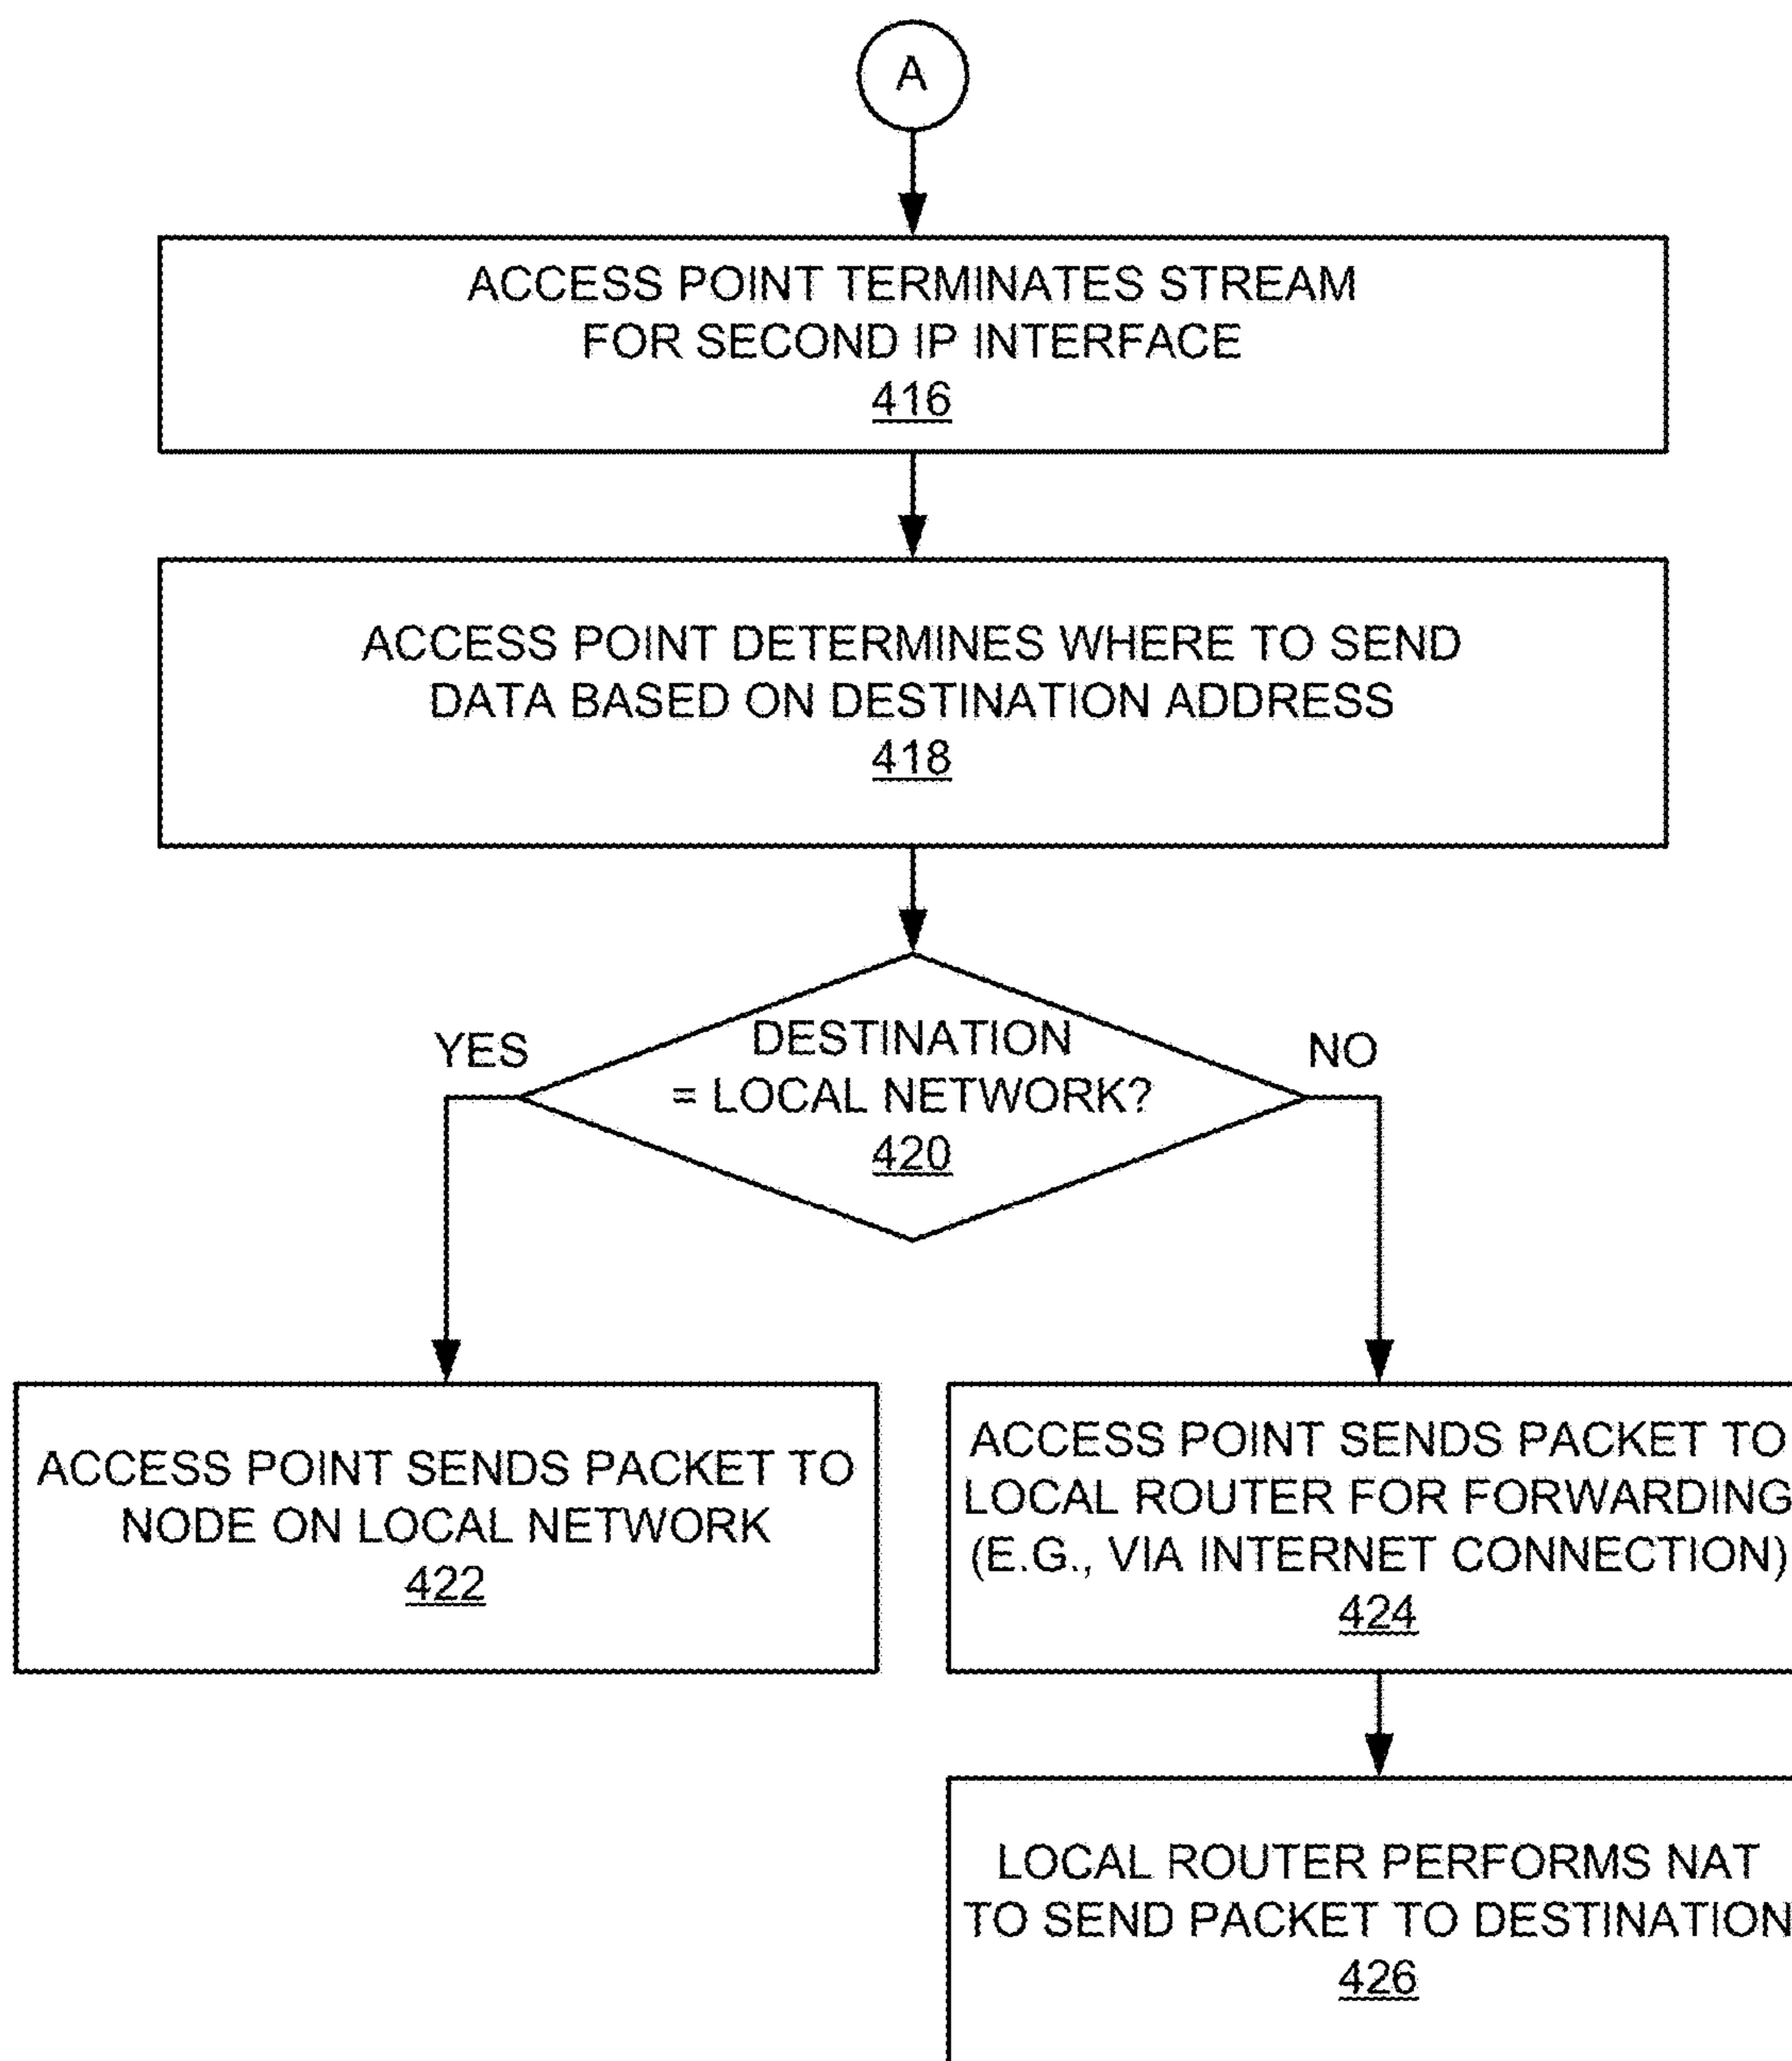 A
ACCESS POINT TERMINATES STREAM
FOR SECOND IP INTERFACE
416
ACCESS POINT DETERMINES WHERE TO SEND
DATA BASED ON DESTINATION ADDRESS
418
DESTINATION
= LOCAL NETWORK?
420
YES
NO
ACCESS POINT SENDS PACKET TO
NODE ON LOCAL NETWORK
422
ACCESS POINT SENDS PACKET TO
LOCAL ROUTER FOR FORWARDING
(E.G., VIA INTERNET CONNECTION)
424
LOCAL ROUTER PERFORMS NAT
TO SEND PACKET TO DESTINATION
426